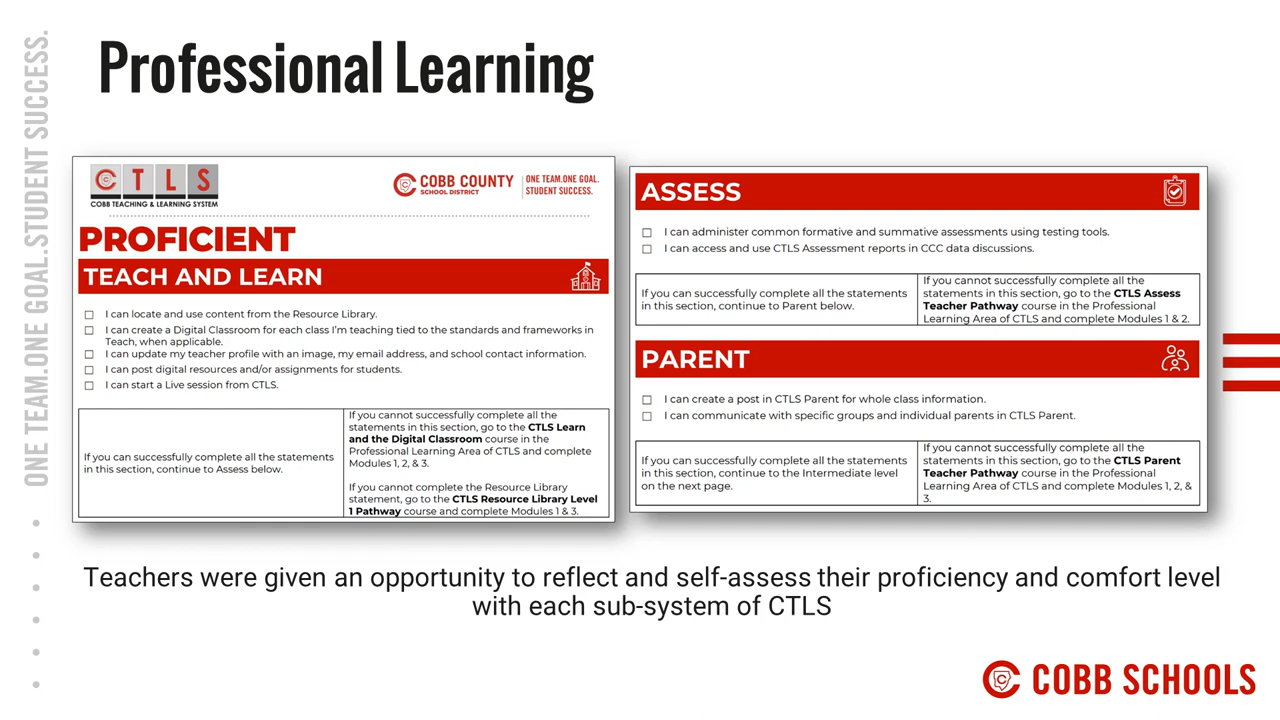 ONE TEAM.ONE GOAL.STUDENT SUCCESS.
Professional Learning
C T L S
COBB TEACHING & LEARNING SYSTEM
COBB COUNTY
SCHOOL DISTRICT
ONE TEAM.ONE GOAL.
STUDENT SUCCESS.
PROFICIENT
TEACH AND LEARN
I can locate and use content from the Resource Library.
I can create a Digital Classroom for each class I'm teaching tied to the standards and frameworks in
Teach, when applicable.
I can update my teacher profile with an image, my email address, and school contact information.
I can post digital resources and/or assignments for students.
I can start a Live session from CTLS.
If you can successfully complete all the statements
in this section, continue to Assess below.
If you cannot successfully complete all the
statements in this section, go to the CTLS Learn
and the Digital Classroom course in the
Professional Learning Area of CTLS and complete
Modules 1, 2, & 3.
If you cannot complete the Resource Library
statement, go to the CTLS Resource Library Level
1 Pathway course and complete Modules 1 & 3.
ASSESS
I can administer common formative and summative assessments using testing tools.
I can access and use CTLS Assessment reports in CCC data discussions.
If you can successfully complete all the statements
in this section, continue to Parent below.
If you cannot successfully complete all the
statements in this section, go to the CTLS Assess
Teacher Pathway course in the Professional
Learning Area of CTLS and complete Modules 1 & 2.
PARENT
I can create a post in CTLS Parent for whole class information.
I can communicate with specific groups and individual parents in CTLS Parent.
If you can successfully complete all the statements
in this section, continue to the Intermediate level
on the next page.
If you cannot successfully complete all the
statements in this section, go to the CTLS Parent
Teacher Pathway course in the Professional
Learning Area of CTLS and complete Modules 1, 2, &
3.
Teachers were given an opportunity to reflect and self-assess their proficiency and comfort level
with each sub-system of CTLS
COBB SCHOOLS